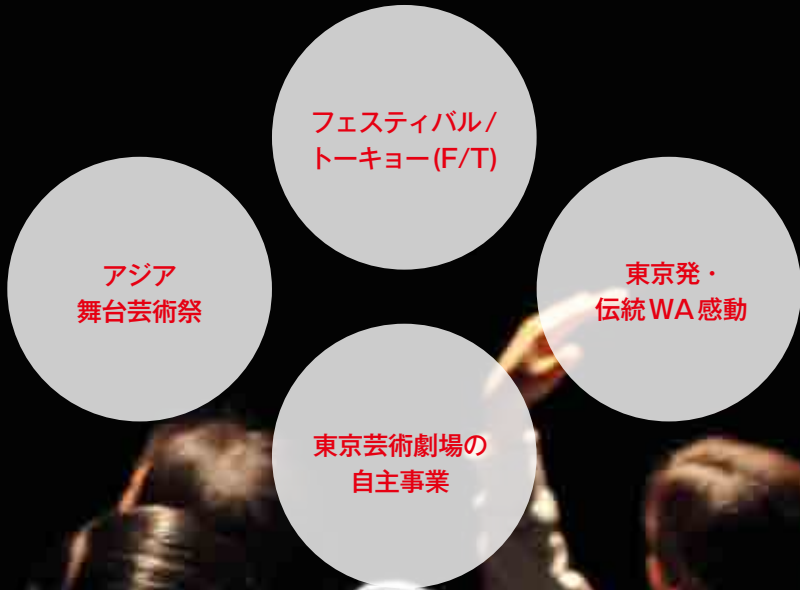 フェスティバル/
トーキョー(F/T)
アジア
舞台芸術祭
東京発・
伝統WA感動
東京芸術劇場の
自主事業